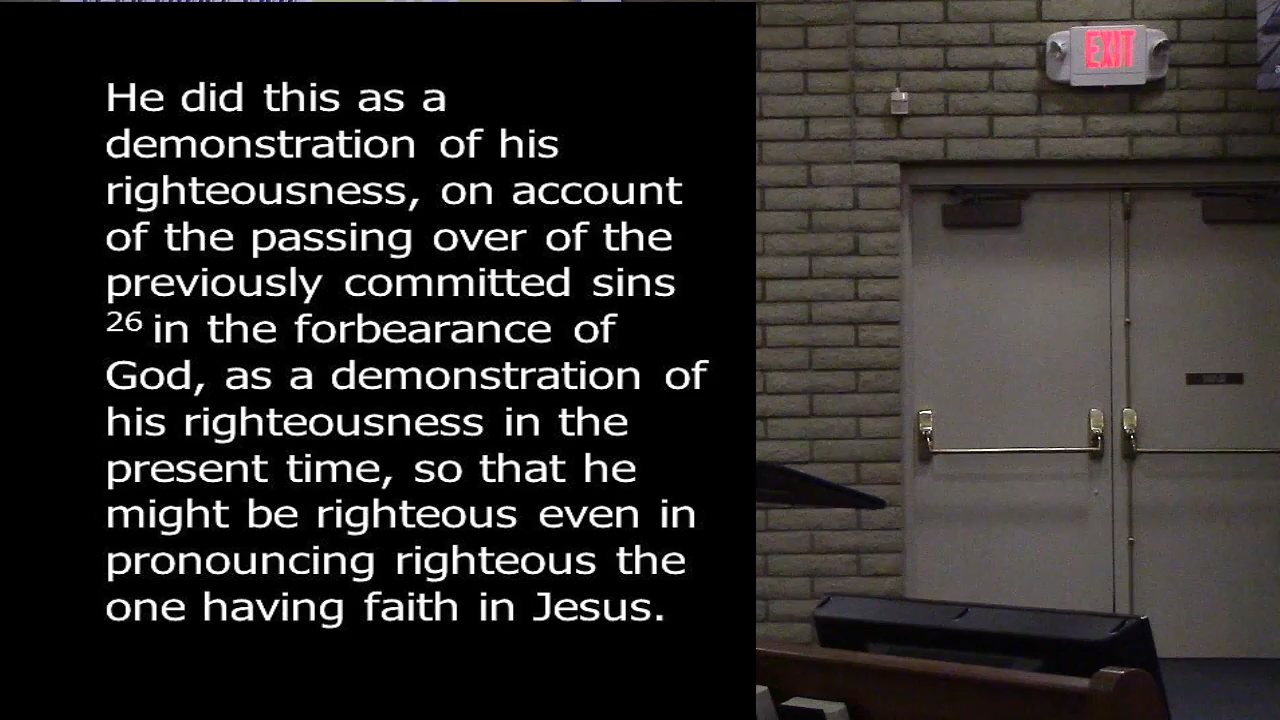 He did this as a
demonstration of his
righteousness, on account
of the passing over of the
previously committed sins
26 in the forbearance of
God, as a demonstration of
his righteousness in the
present time, so that he
might be righteous even in
pronouncing righteous the
one having faith in Jesus.
EXIT